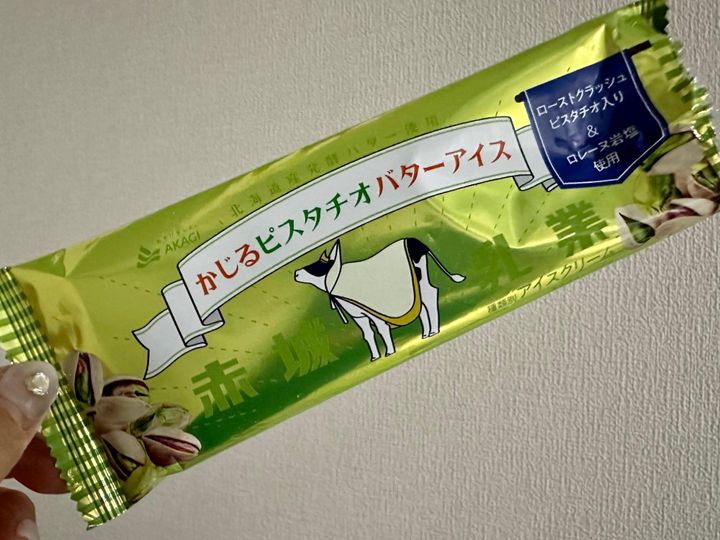 北海道産発酵バター使用
AKAGI
かじるピスタチオバターアイス
ローストクラッシュ
ピスタチオ入り
&
ロレーヌ岩塩
使用
赤城乳業
種類別 アイスクリーム